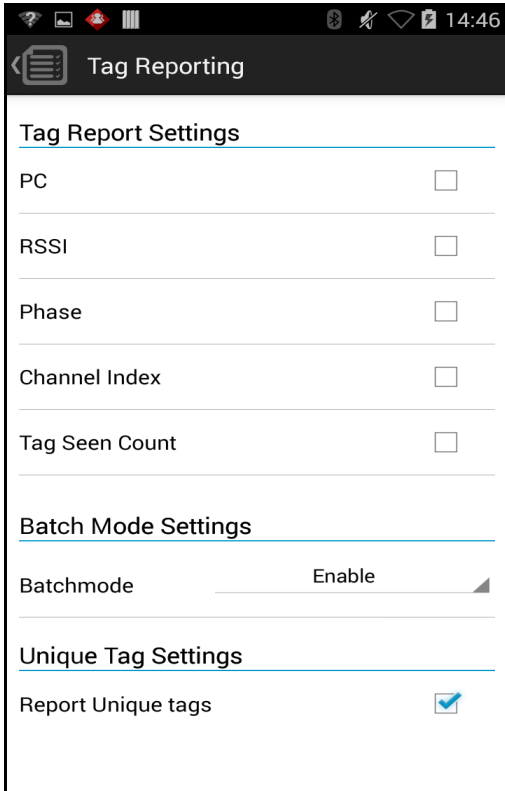 14:46
Tag Reporting
Tag Report Settings
PC
RSSI
Phase
Channel Index
Tag Seen Count
Batch Mode Settings
Batchmode Enable
Unique Tag Settings
Report Unique tags